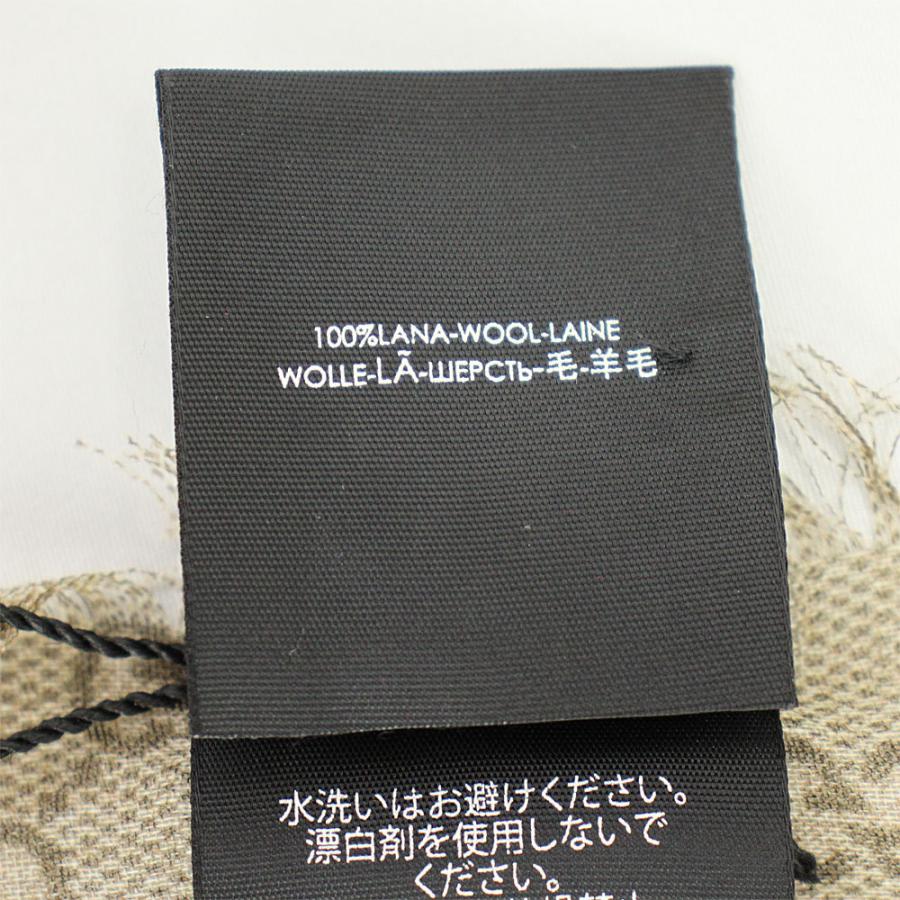 100%LANA-WOOL-LAINE
WOLLE-LÃ-ШЕРСТЬ-毛-羊毛
水洗いはお避けください。
漂白剤を使用しないで
ください。